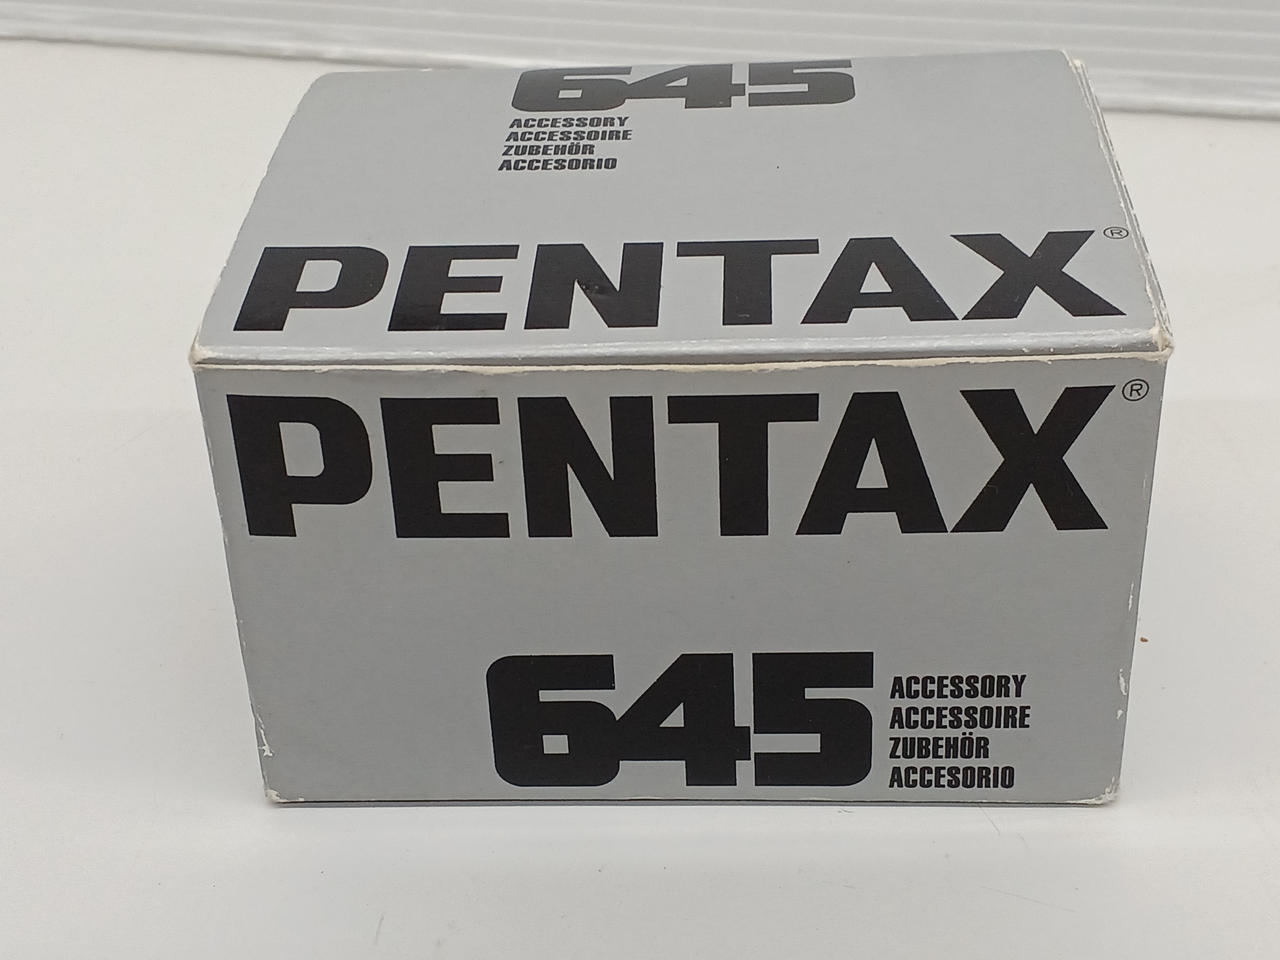 645
ACCESSORY
ACCESSOIRE
ZUBEHÖR
ACCESORIO
PENTAX®
PENTAX®
645
ACCESSORY
ACCESSOIRE
ZUBEHÖR
ACCESORIO